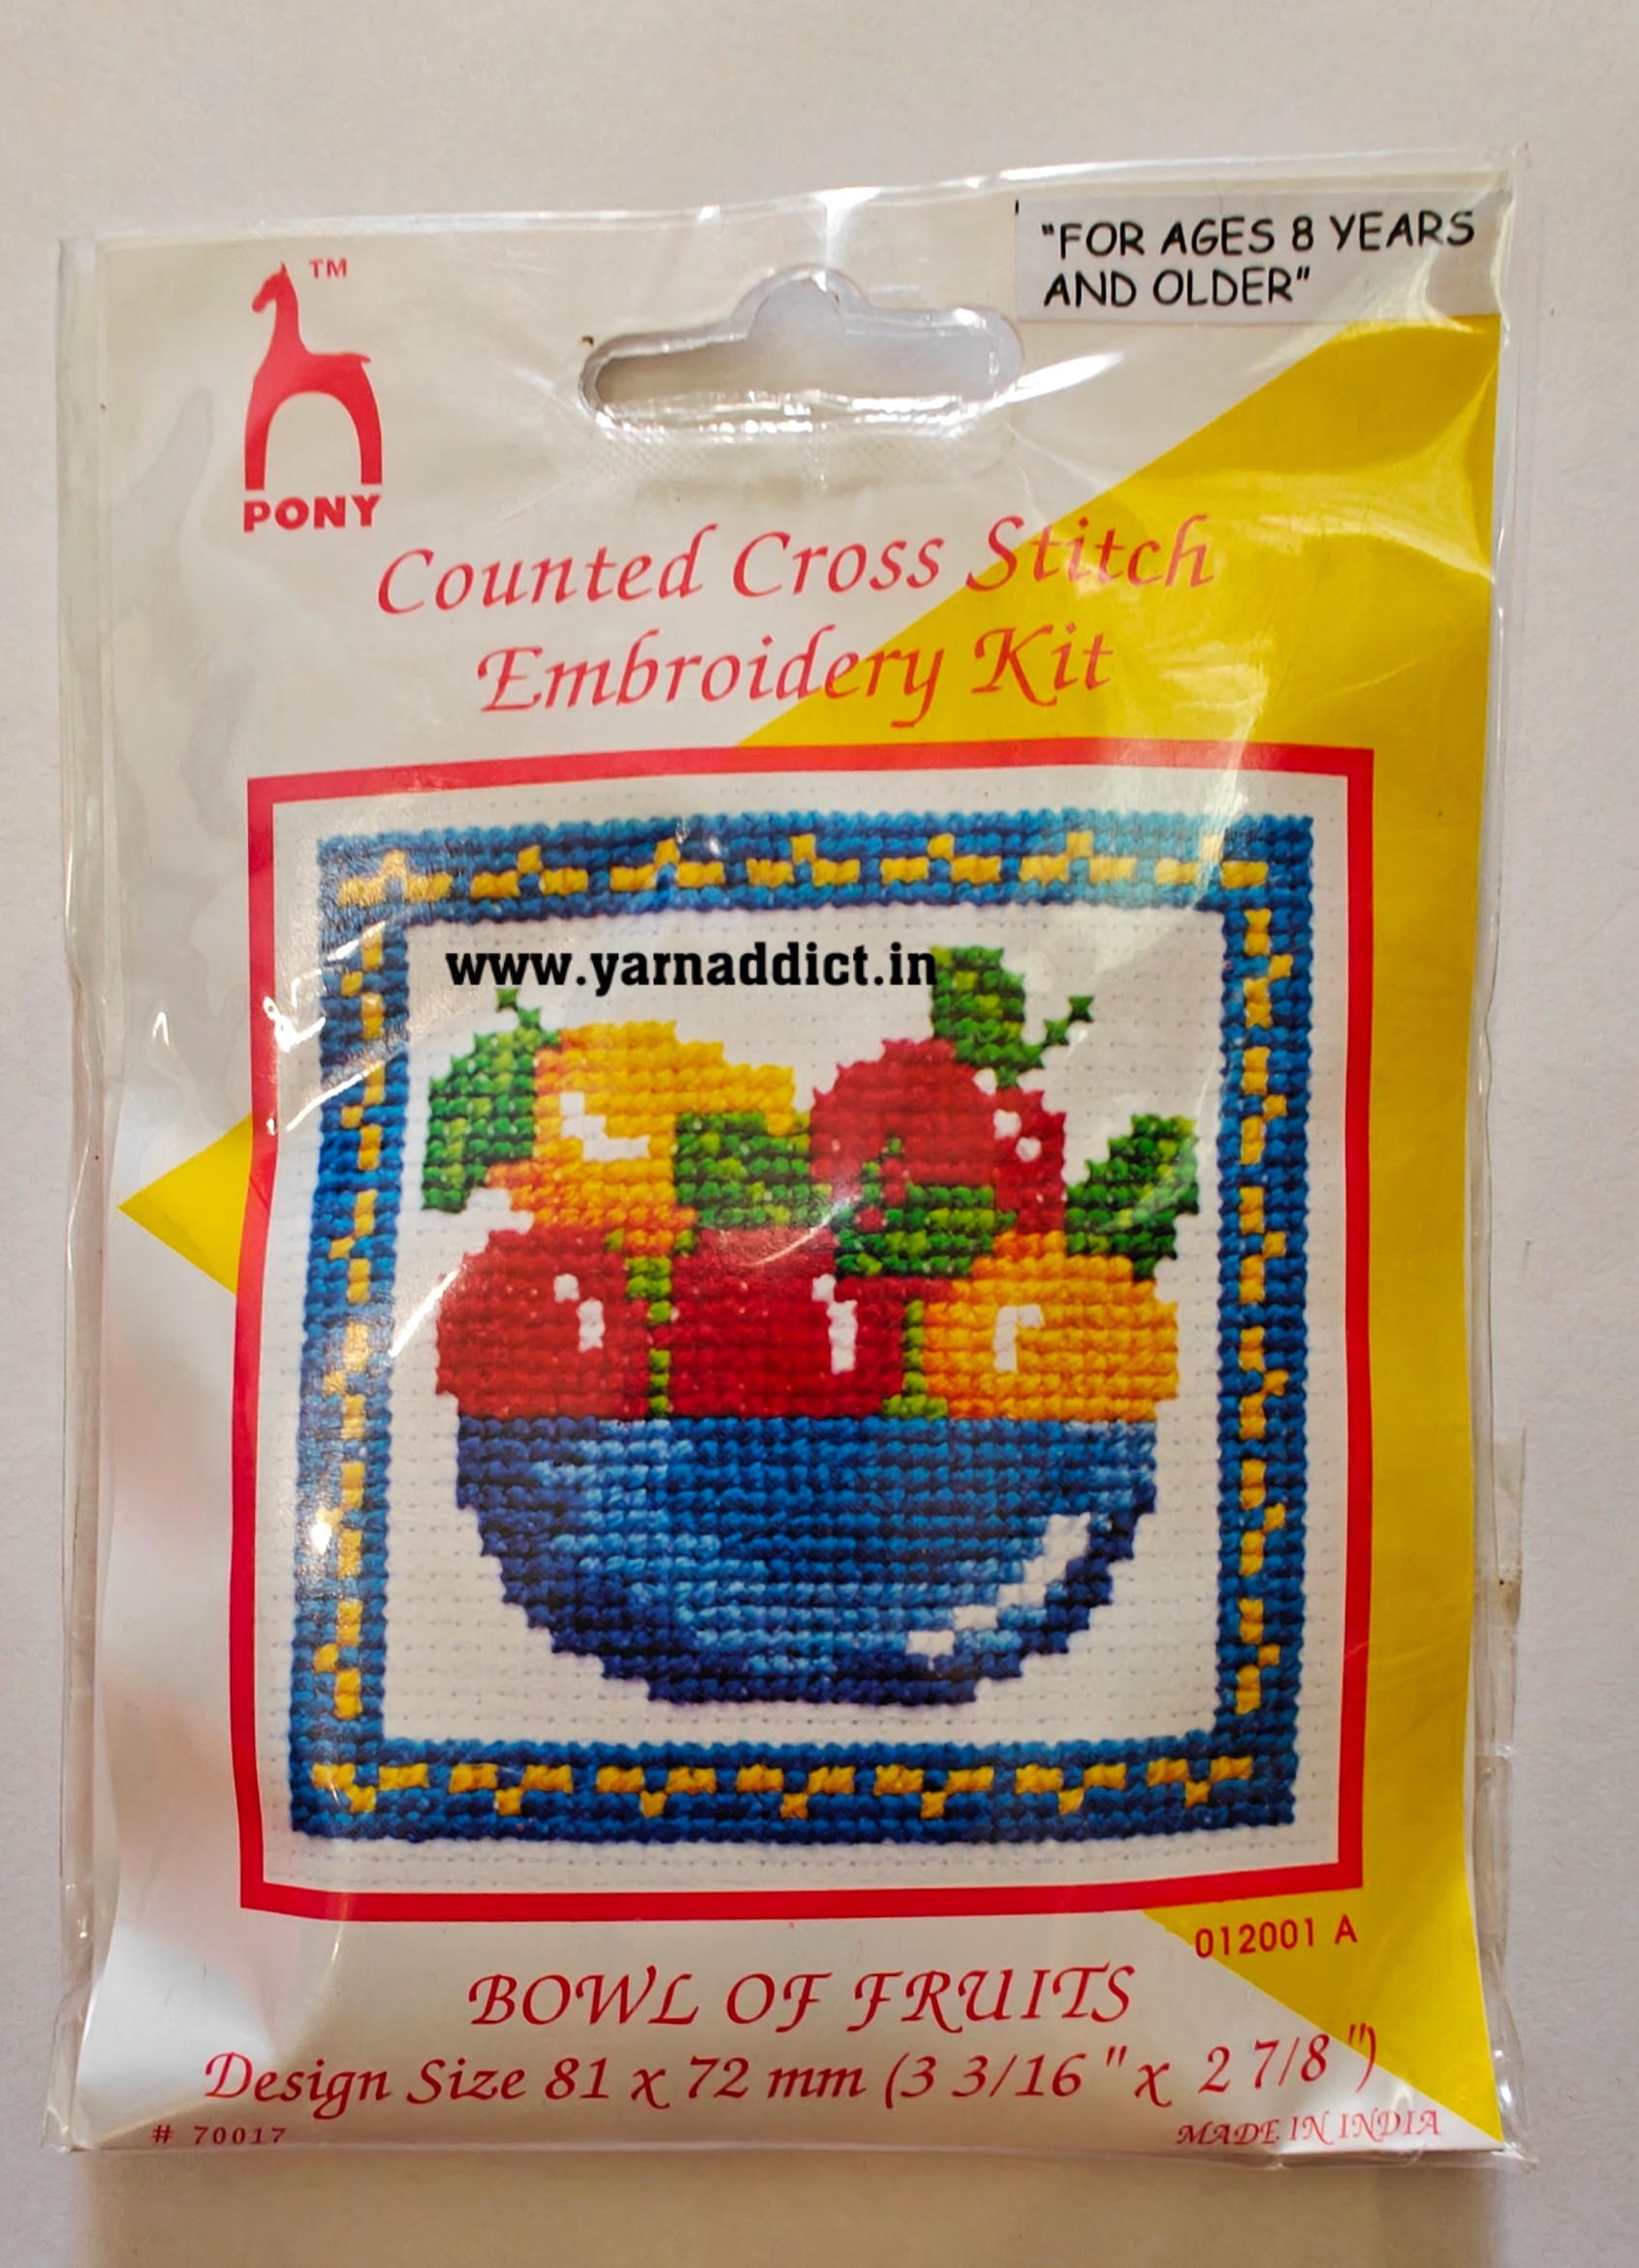 "FOR AGES 8 YEARS
AND OLDER"
TM
PONY
Counted Cross Stitch
Embroidery Kit
www.yarnaddict.in
012001 A
BOWL OF FRUITS
Design Size 81 x 72 mm (3 3/16 " x 2 7/8 ")
# 70017
MADE IN INDIA